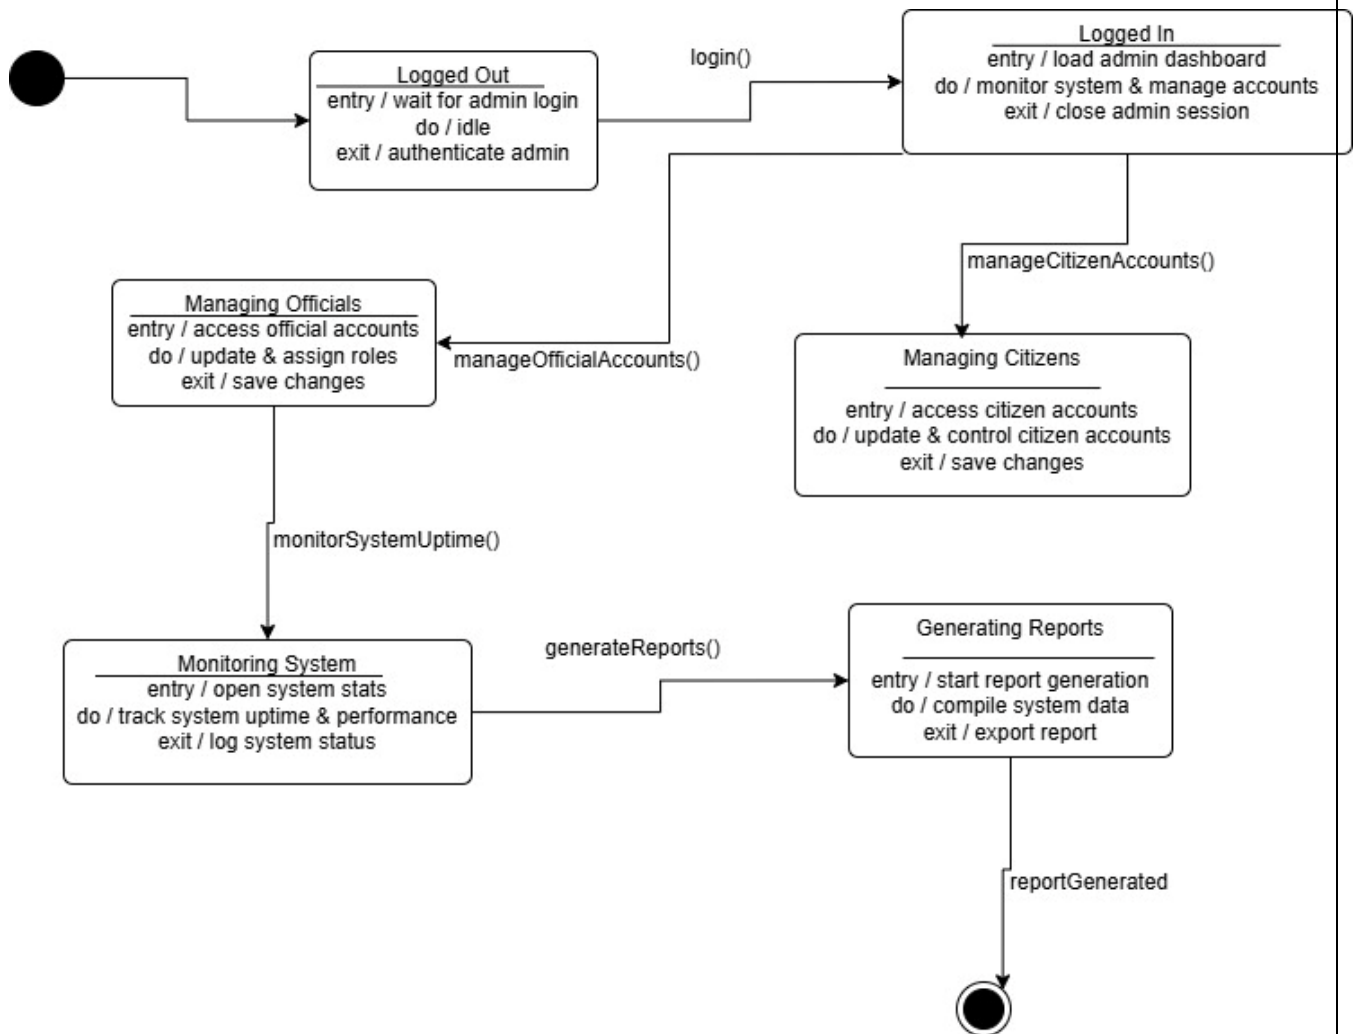 Logged Out
entry / wait for admin login
do / idle
exit / authenticate admin
login()
Logged In
entry / load admin dashboard
do / monitor system & manage accounts
exit / close admin session
manageCitizenAccounts()
Managing Officials
entry / access official accounts
do / update & assign roles
exit / save changes
manageOfficialAccounts()
Managing Citizens
entry / access citizen accounts
do / update & control citizen accounts
exit / save changes
monitorSystemUptime()
Monitoring System
entry / open system stats
do / track system uptime & performance
exit / log system status
generateReports()
Generating Reports
entry / start report generation
do / compile system data
exit / export report
reportGenerated